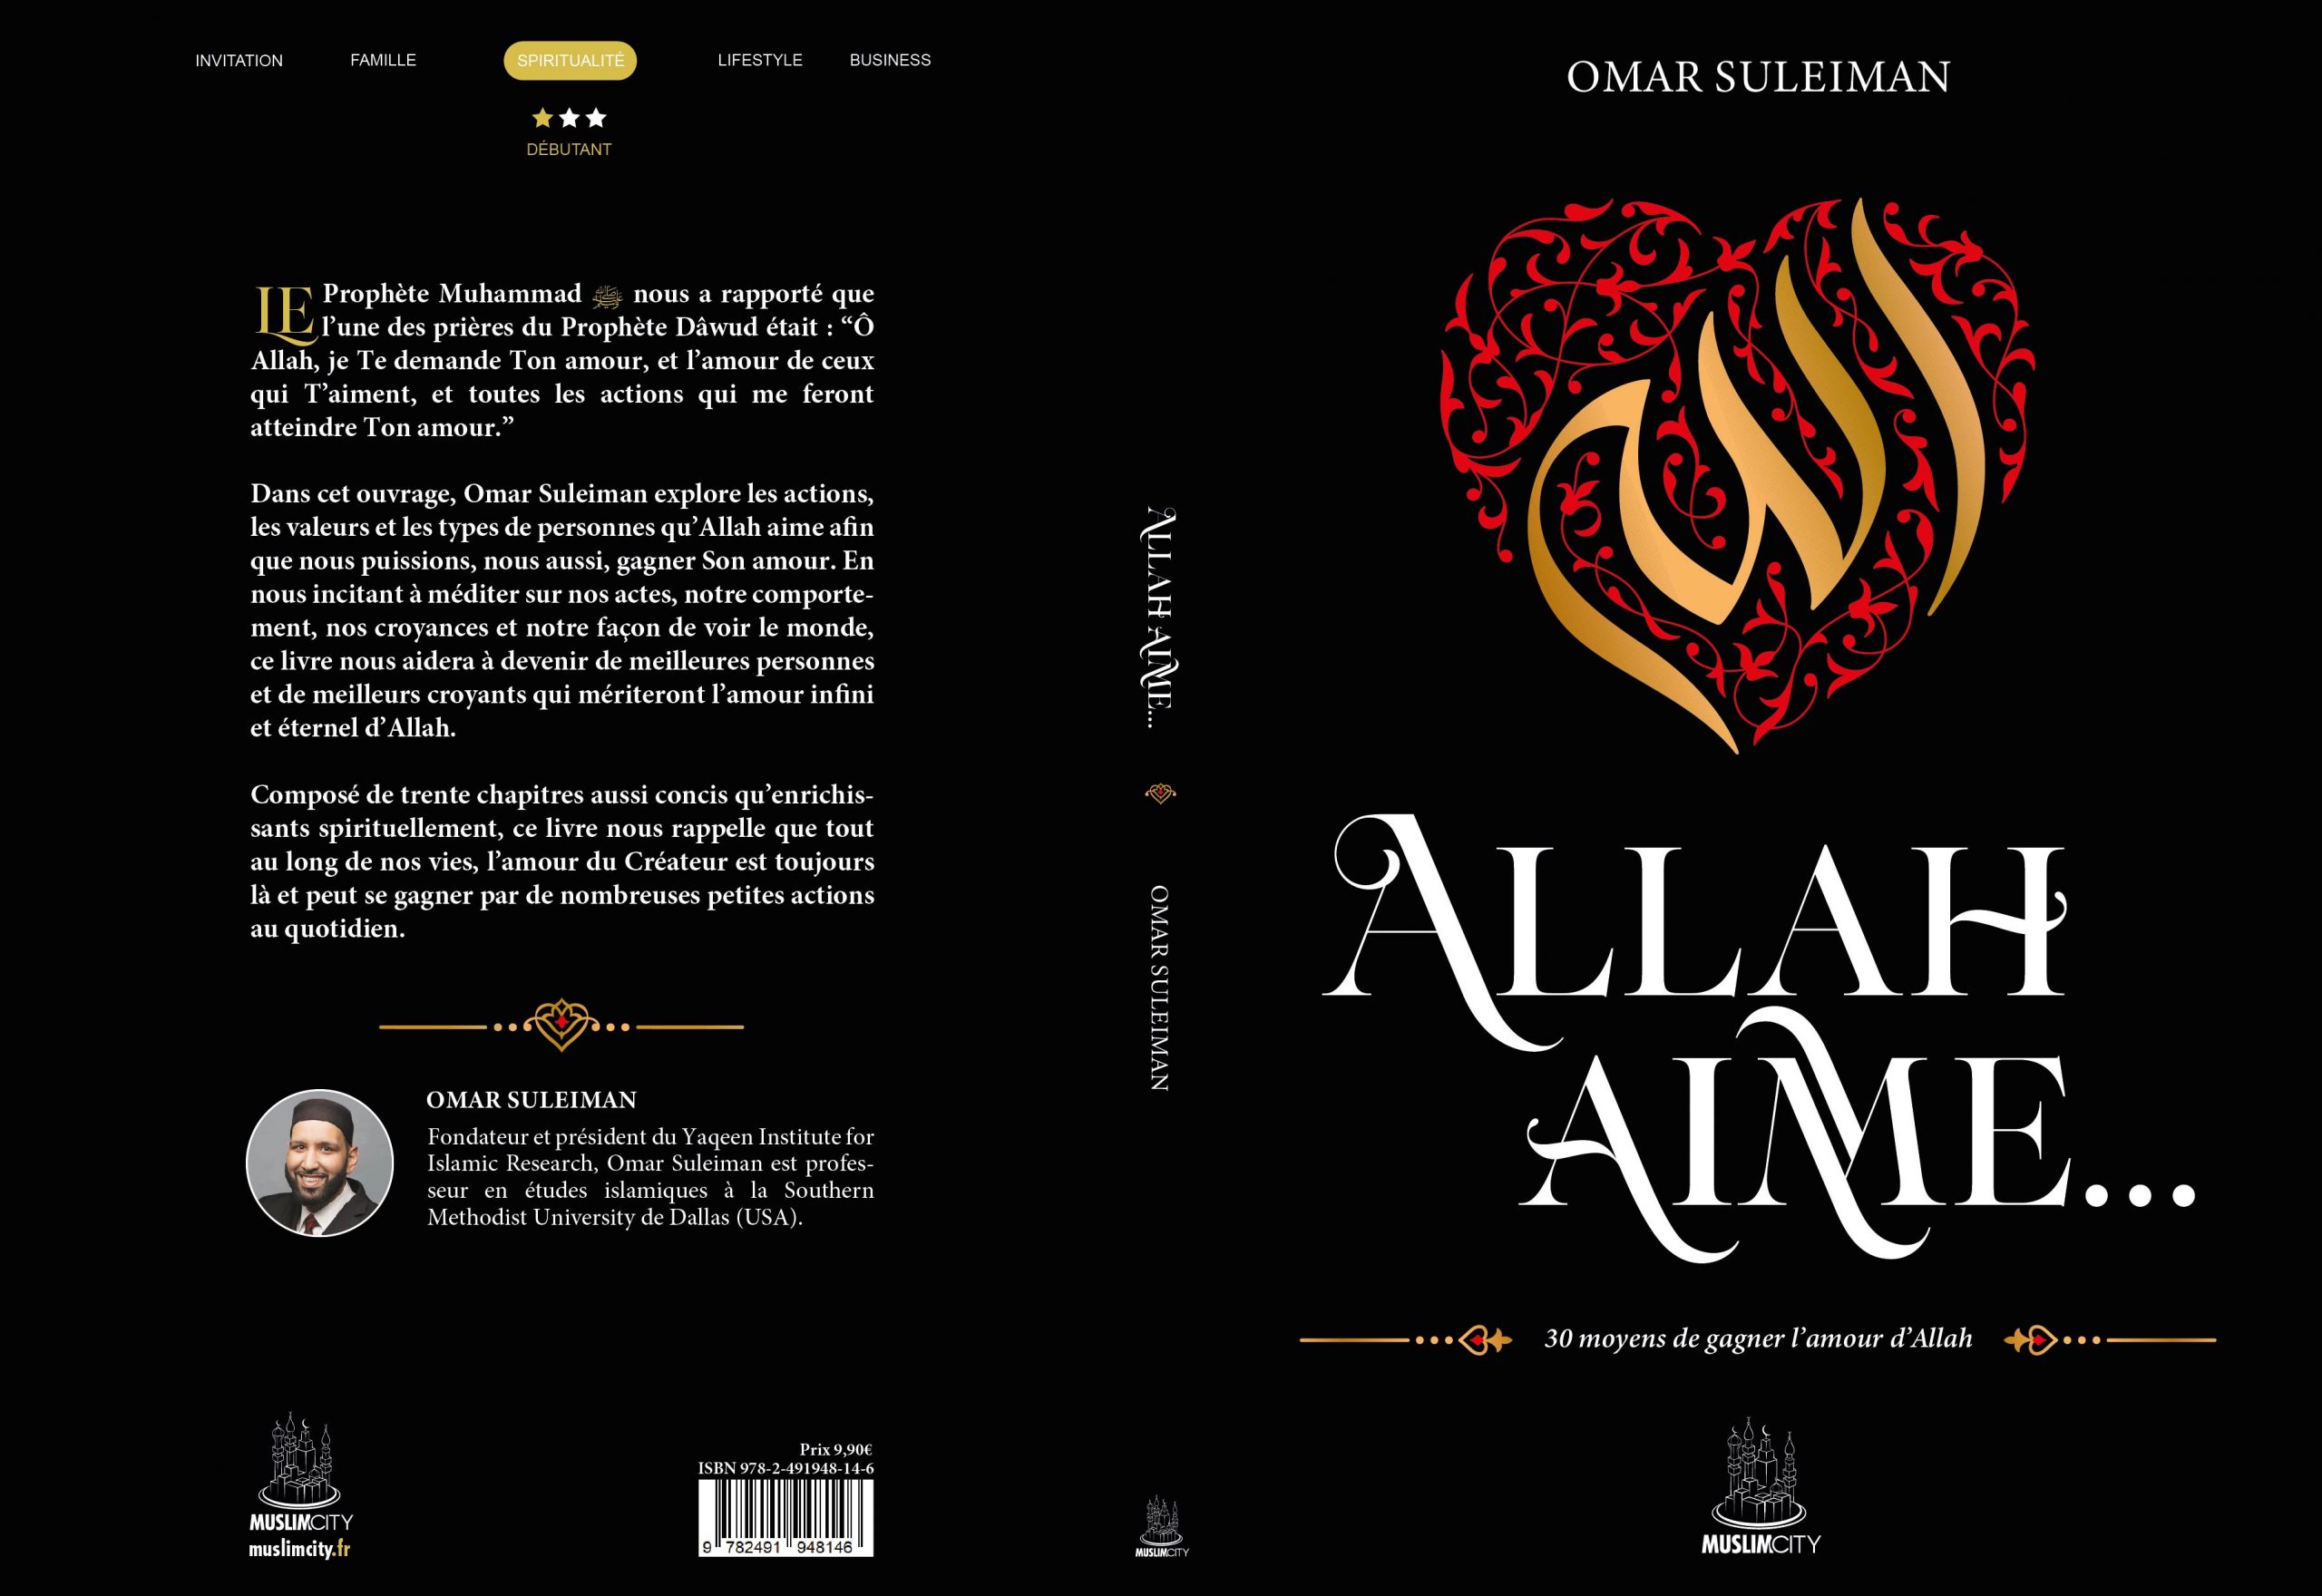 INVITATION FAMILLE SPIRITUALITÉ LIFESTYLE BUSINESS
DÉBUTANT
LE Prophète Muhammad ﷺ nous a rapporté que
l’une des prières du Prophète Dâwud était : “Ô
Allah, je Te demande Ton amour, et l’amour de ceux
qui T’aiment, et toutes les actions qui me feront
atteindre Ton amour.”
Dans cet ouvrage, Omar Suleiman explore les actions,
les valeurs et les types de personnes qu’Allah aime afin
que nous puissions, nous aussi, gagner Son amour. En
nous incitant à méditer sur nos actes, notre comporte-
ment, nos croyances et notre façon de voir le monde,
ce livre nous aidera à devenir de meilleures personnes
et de meilleurs croyants qui mériteront l’amour infini
et éternel d’Allah.
Composé de trente chapitres aussi concis qu’enrichis-
sants spirituellement, ce livre nous rappelle que tout
au long de nos vies, l’amour du Créateur est toujours
là et peut se gagner par de nombreuses petites actions
au quotidien.
OMAR SULEIMAN
Fondateur et président du Yaqeen Institute for
Islamic Research, Omar Suleiman est profes-
seur en études islamiques à la Southern
Methodist University de Dallas (USA).
MUSLIMCITY
muslimcity.fr
Prix 9,90€
ISBN 978-2-491948-14-6
9 782491 948146
ALLAH AIME...
OMAR SULEIMAN
MUSLIMCITY
OMAR SULEIMAN
الله
ALLAH
AIME...
30 moyens de gagner l’amour d’Allah
MUSLIMCITY